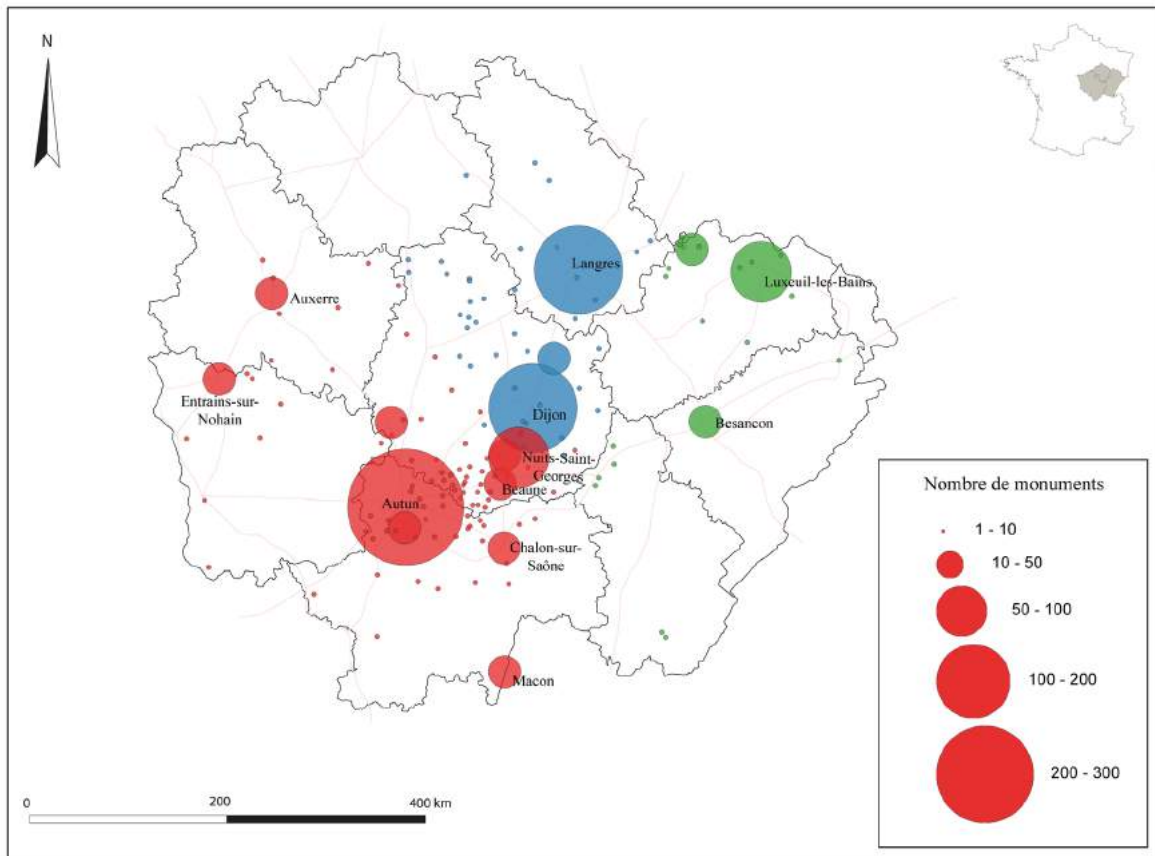 N
Langres
Luxeuil-les-Bains
Auxerre
Entrains-sur-
Nohain
Dijon
Besancon
Nuits-Saint-
Georges
Beaune
Autun
Chalon-sur-
Saône
Macon
Nombre de monuments
1 - 10
10 - 50
50 - 100
100 - 200
200 - 300
0
200
400 km